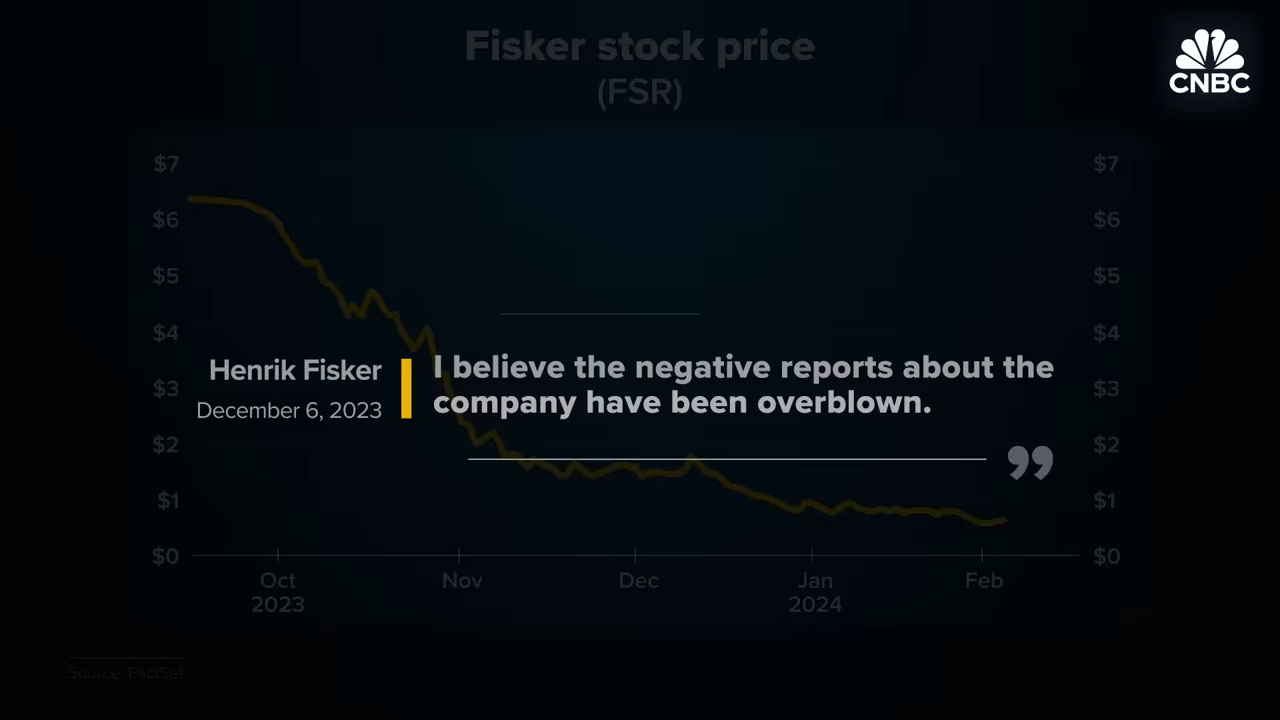 Fisker stock price
(FSR)
CNBC
$7 $7
$6 $6
$5 $5
$4 $4
$3 $3
$2 $2
$1 $1
$0 $0
Henrik Fisker
December 6, 2023
I believe the negative reports about the
company have been overblown.
”
Oct Nov Dec Jan Feb
2023 2024
Source: FactSet